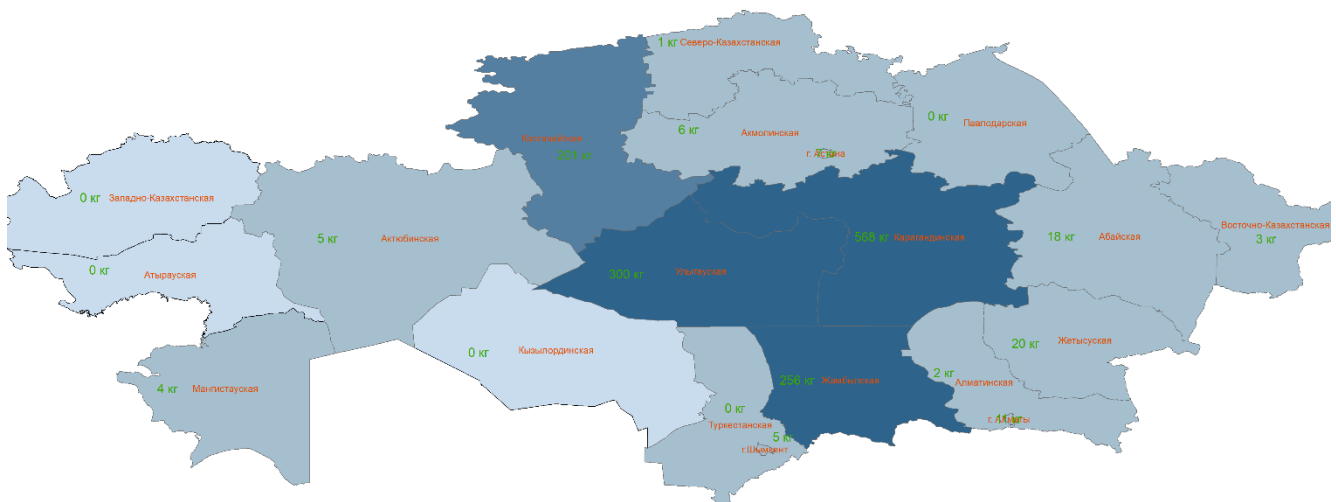 1 кг Северо-Казахстанская
6 кг Акмолинская
0 кг
г. Астана
0 кг Западно-Казахстанская
5 кг Актюбинская
568 кг Карагандинская
18 кг Абайская
Восточно-Казахстанская
3 кг
0 кг
Атырауская
300 кг
0 кг Кызылординская
20 кг Жетысуская
4 кг Мангистауская
256 кг Жамбылская
2 кг
Алматинская
0 кг
Туркестанская
5 кг
г.Шымкент
г. Алматы